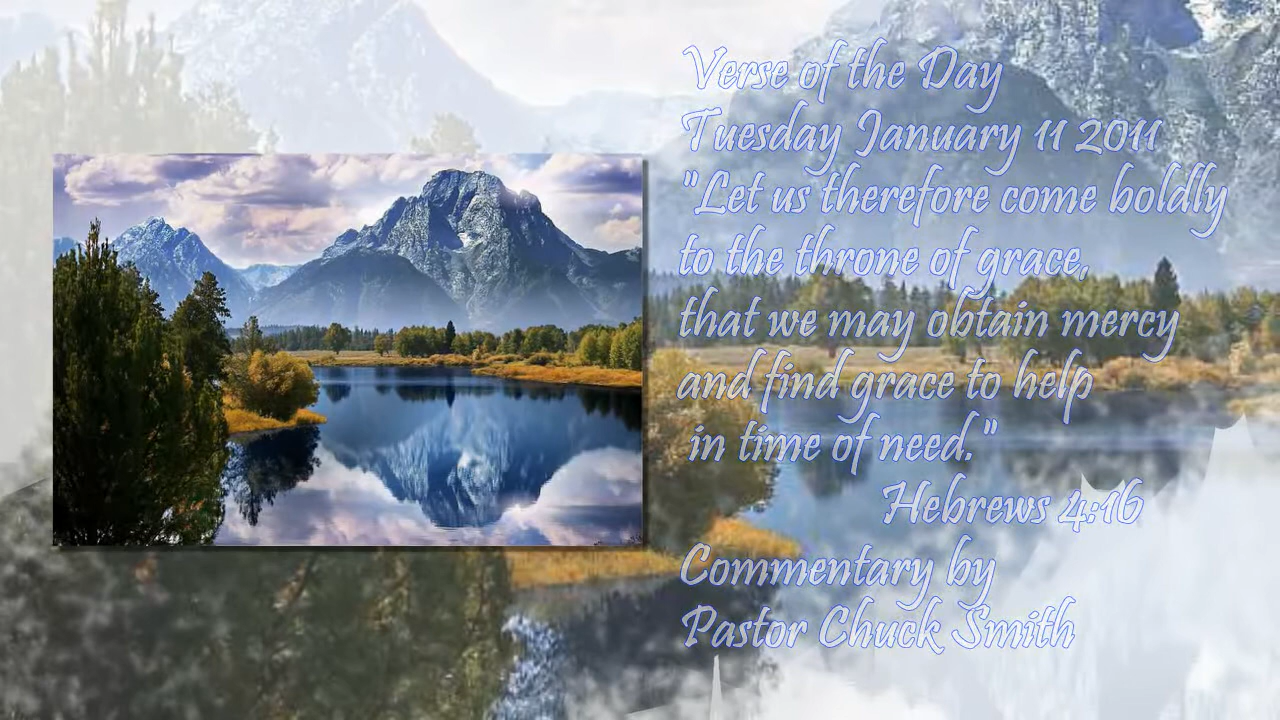 Verse of the Day
Tuesday January 11 2011
"Let us therefore come boldly
to the throne of grace,
that we may obtain mercy
and find grace to help
in time of need."
Hebrews 4:16
Commentary by
Pastor Chuck Smith